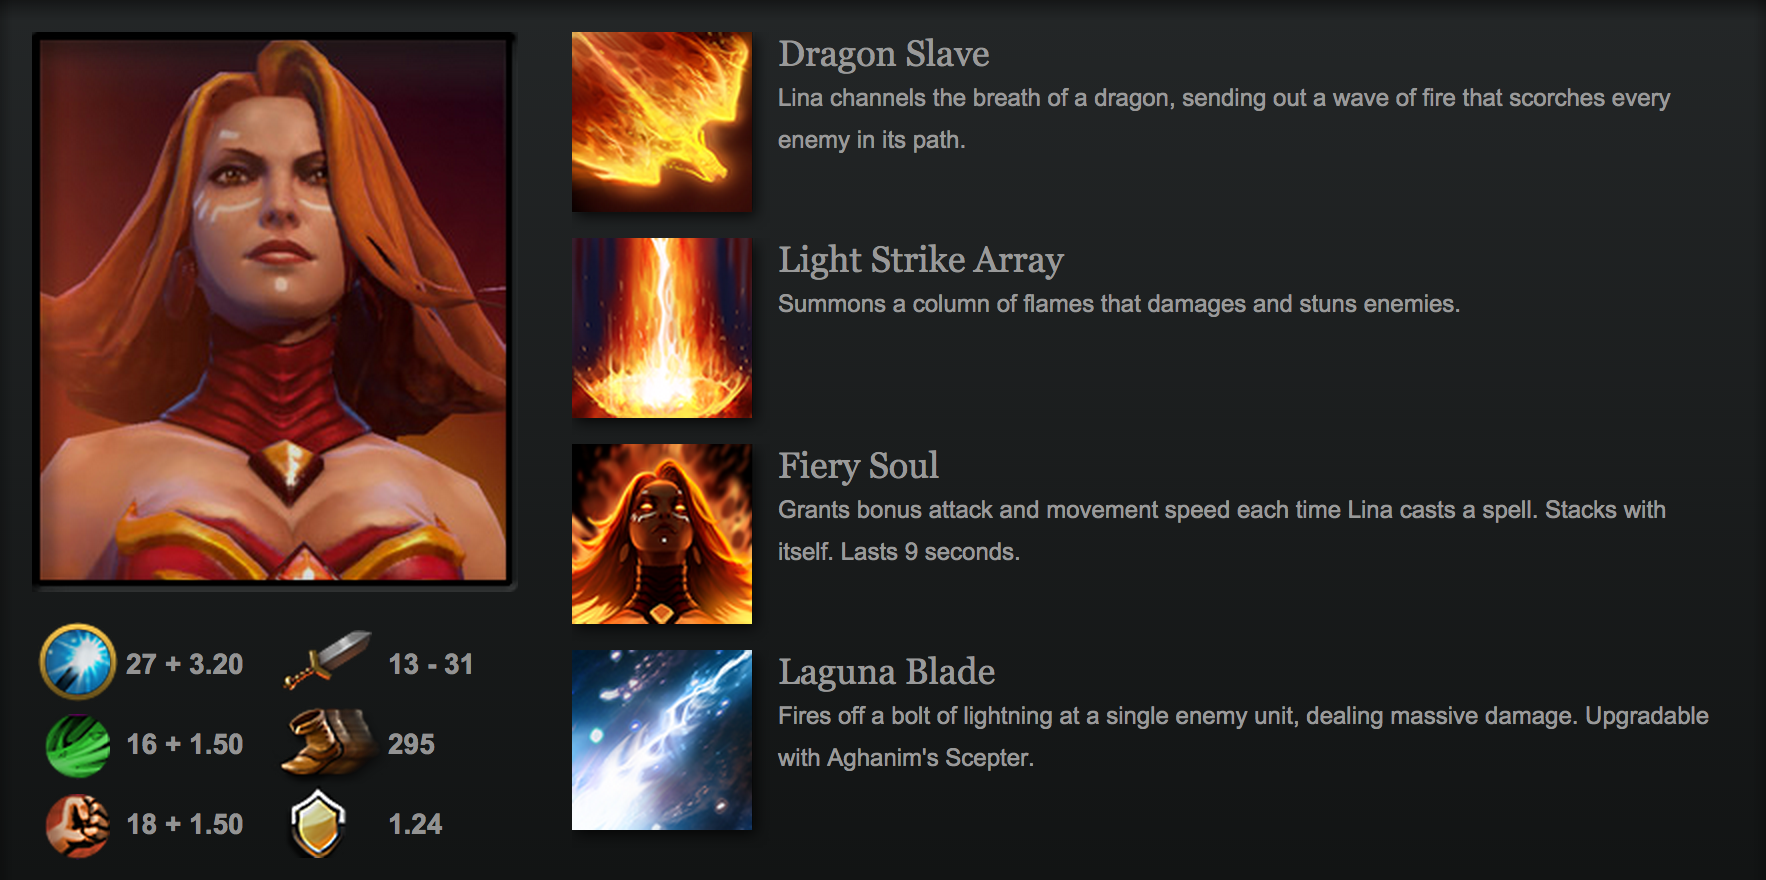 Dragon Slave
Lina channels the breath of a dragon, sending out a wave of fire that scorches every
enemy in its path.
Light Strike Array
Summons a column of flames that damages and stuns enemies.
Fiery Soul
Grants bonus attack and movement speed each time Lina casts a spell. Stacks with
itself. Lasts 9 seconds.
Laguna Blade
Fires off a bolt of lightning at a single enemy unit, dealing massive damage. Upgradable
with Aghanim's Scepter.
27 + 3.20
13 - 31
16 + 1.50
295
18 + 1.50
1.24